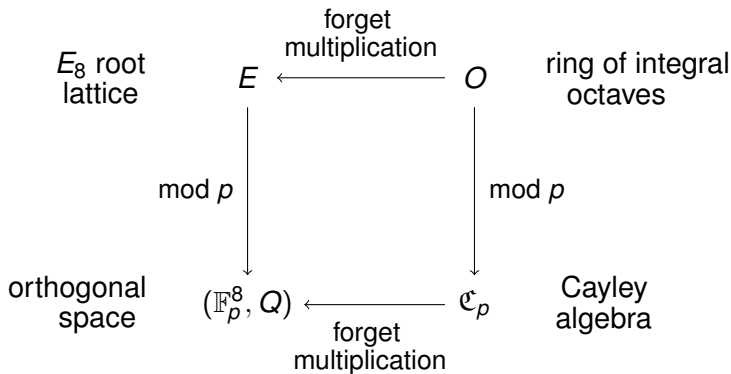 forget
multiplication
E₈ root
lattice
E
O
ring of integral
octaves
mod p
mod p
orthogonal
space
(𝔽ₚ⁸, Q)
ℭₚ
Cayley
algebra
forget
multiplication